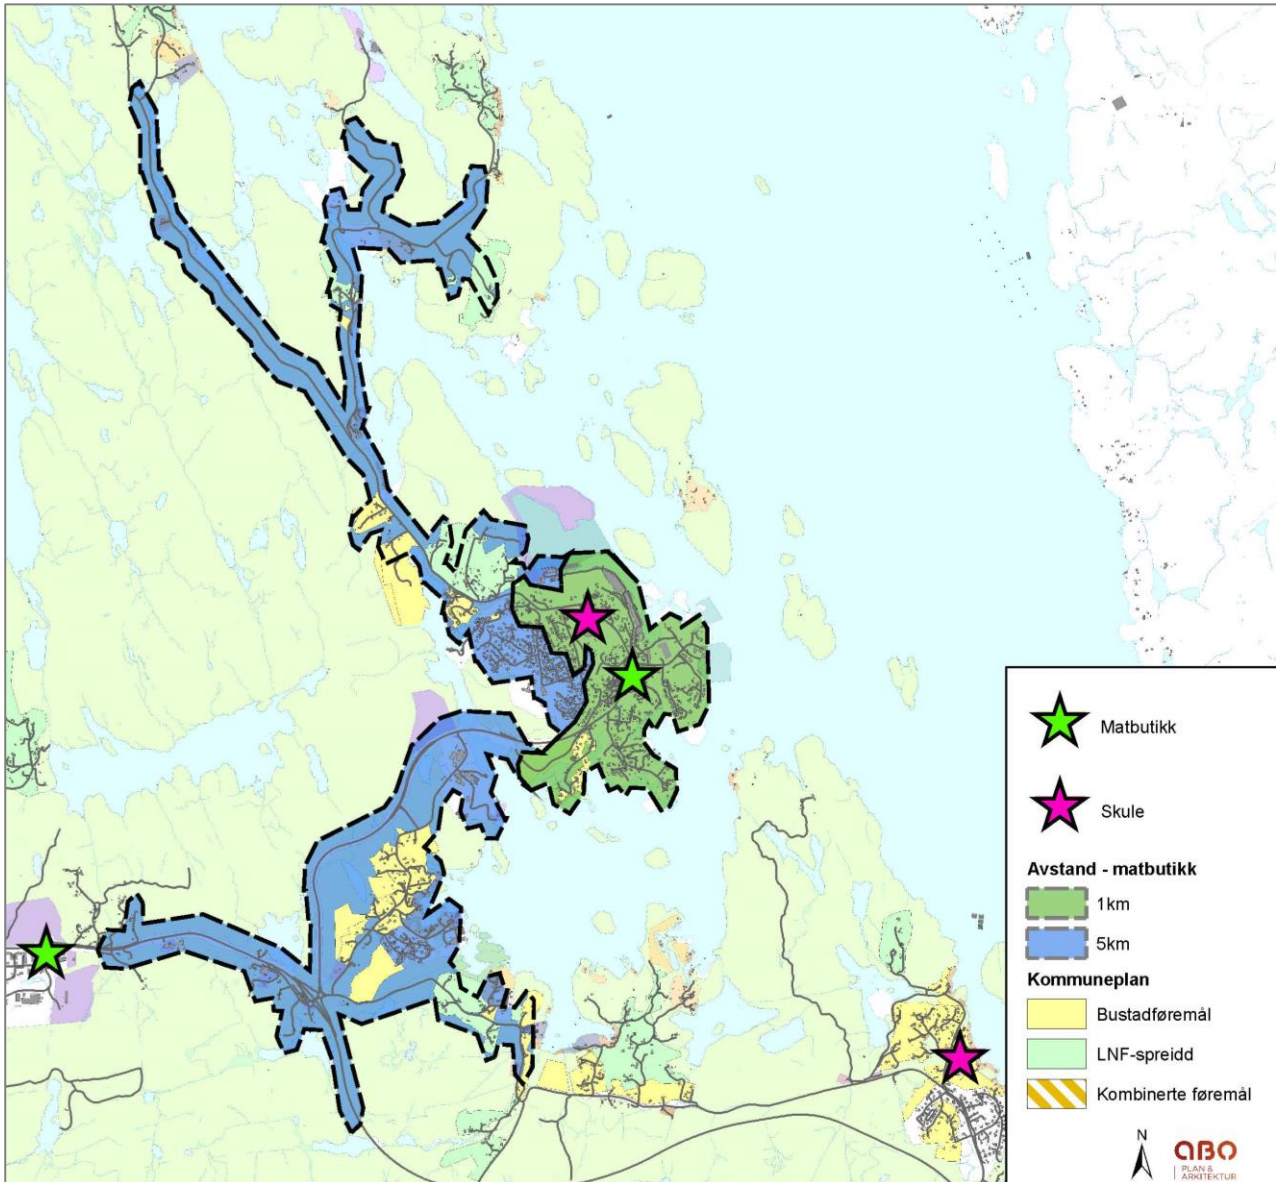 Matbutikk
Skule
Avstand - matbutikk
1km
5km
Kommuneplan
Bustadføremål
LNF-spreidd
Kombinerte føremål
N
ABO
PLAN &
ARKITEKTUR